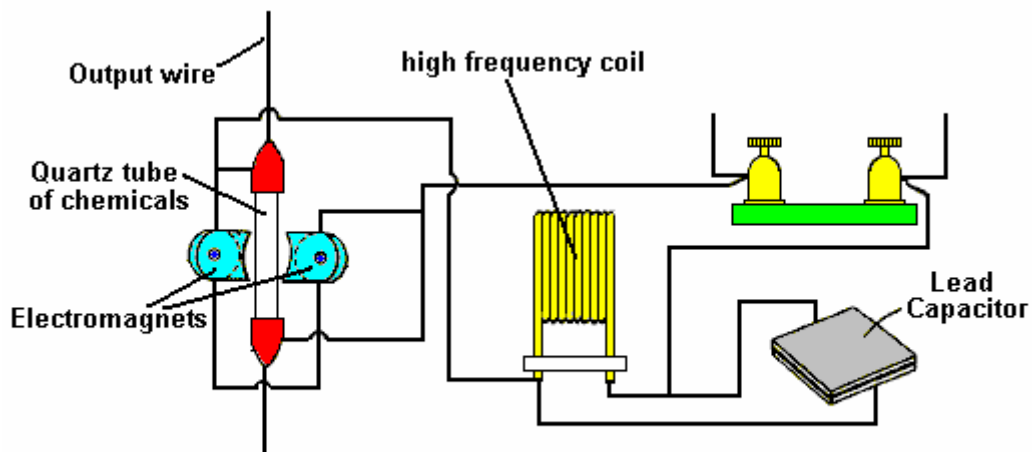 Output wire
high frequency coil
Quartz tube
of chemicals
Electromagnets
Lead
Capacitor